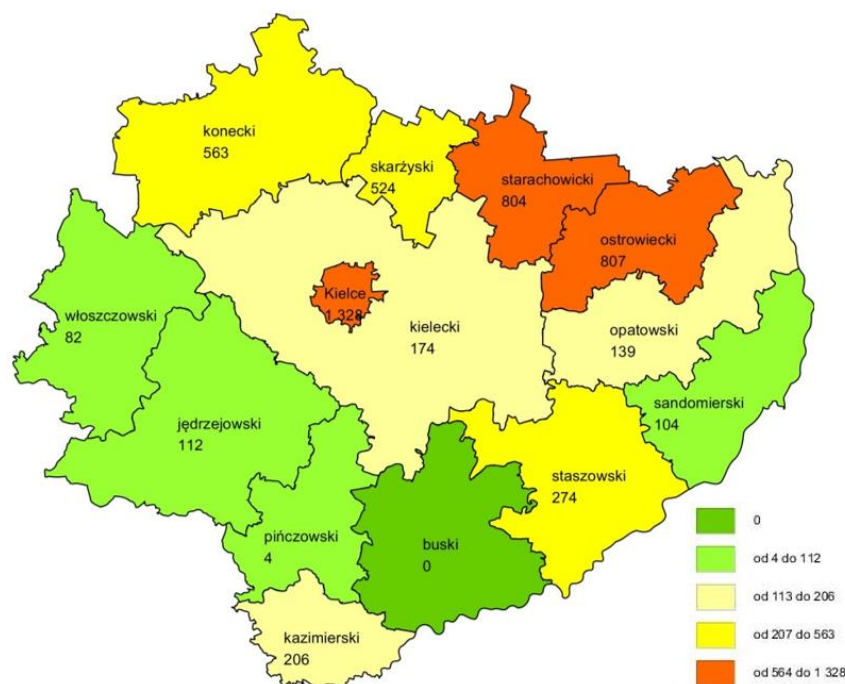 konecki
563
skarżyski
524
starachowicki
804
ostrowiecki
807
Kielce
1 328
włoszczowski
82
kielecki
174
opatowski
139
sandomierski
104
jędrzejowski
112
staszowski
274
pińczowski
4
buski
0
kazimierski
206
0
od 4 do 112
od 113 do 206
od 207 do 563
od 564 do 1 328